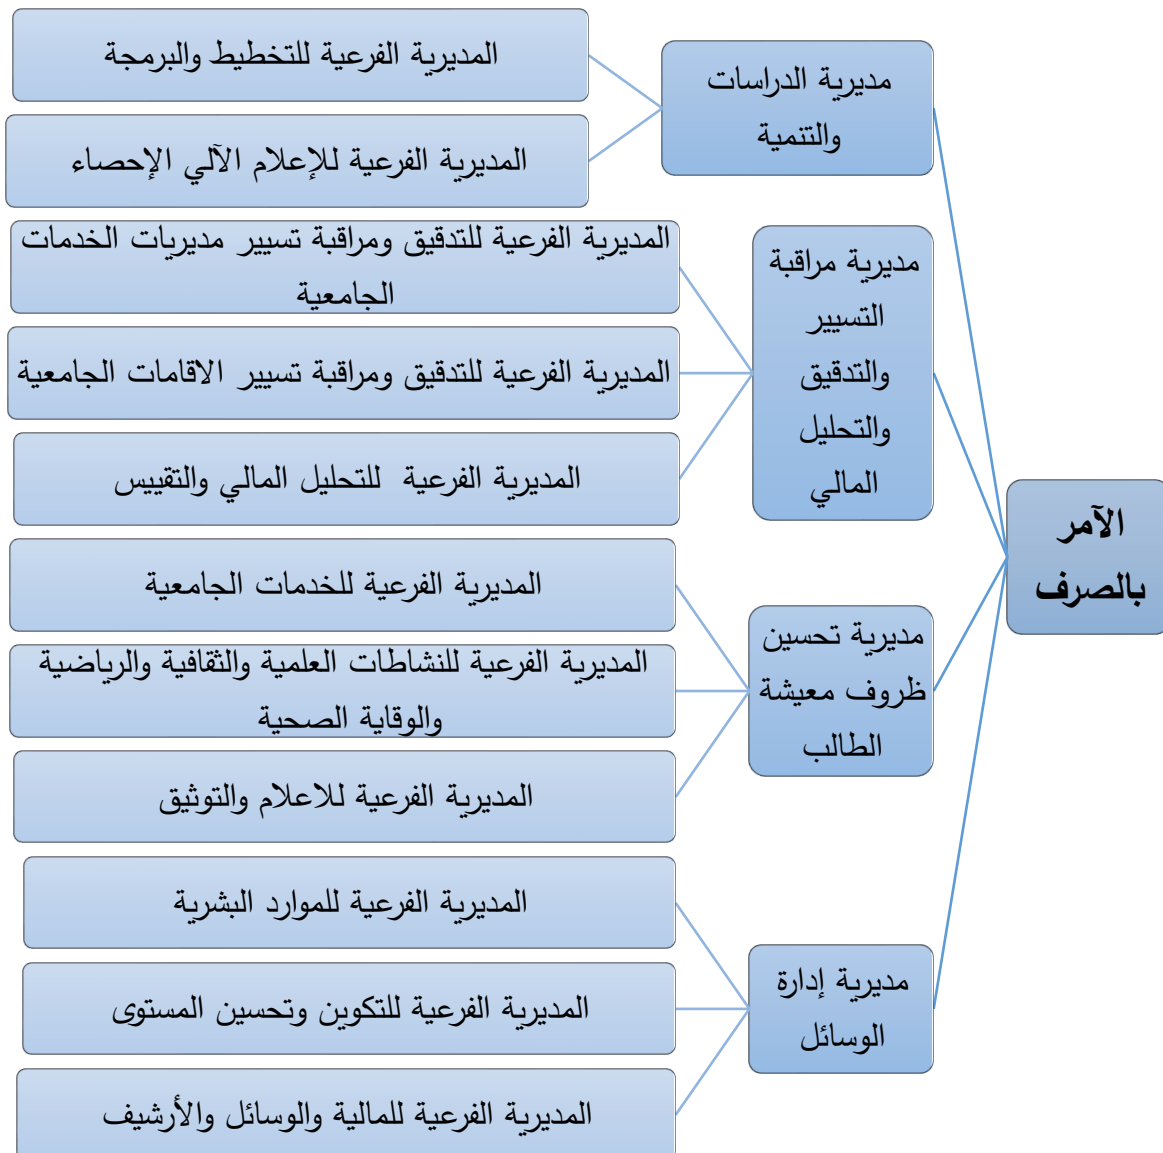 الآمر
بالصرف
مديرية الدراسات
والتنمية
المديرية الفرعية للتخطيط والبرمجة
المديرية الفرعية للإعلام الآلي الإحصاء
مديرية مراقبة
التسيير
والتدقيق
والتحليل
المالي
المديرية الفرعية للتدقيق ومراقبة تسيير مديريات الخدمات
الجامعية
المديرية الفرعية للتدقيق ومراقبة تسيير الاقامات الجامعية
المديرية الفرعية للتحليل المالي والتقييس
مديرية تحسين
ظروف معيشة
الطالب
المديرية الفرعية للخدمات الجامعية
المديرية الفرعية للنشاطات العلمية والثقافية والرياضية
والوقاية الصحية
المديرية الفرعية للاعلام والتوثيق
مديرية إدارة
الوسائل
المديرية الفرعية للموارد البشرية
المديرية الفرعية للتكوين وتحسين المستوى
المديرية الفرعية للمالية والوسائل والأرشيف